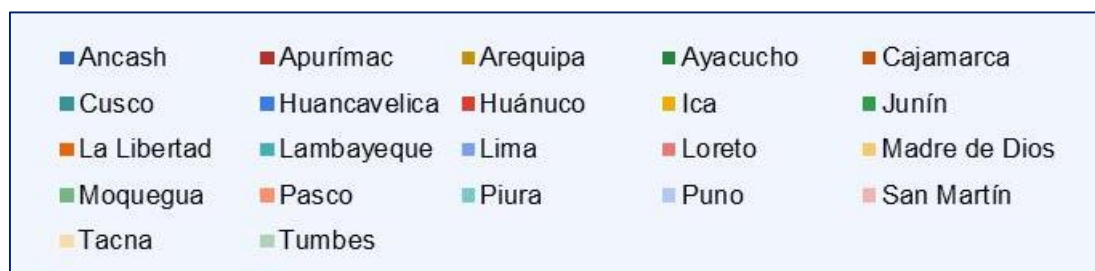 Ancash Apurímac Arequipa Ayacucho Cajamarca
Cusco Huancavelica Huánuco Ica Junín
La Libertad Lambayeque Lima Loreto Madre de Dios
Moquegua Pasco Piura Puno San Martín
Tacna Tumbes